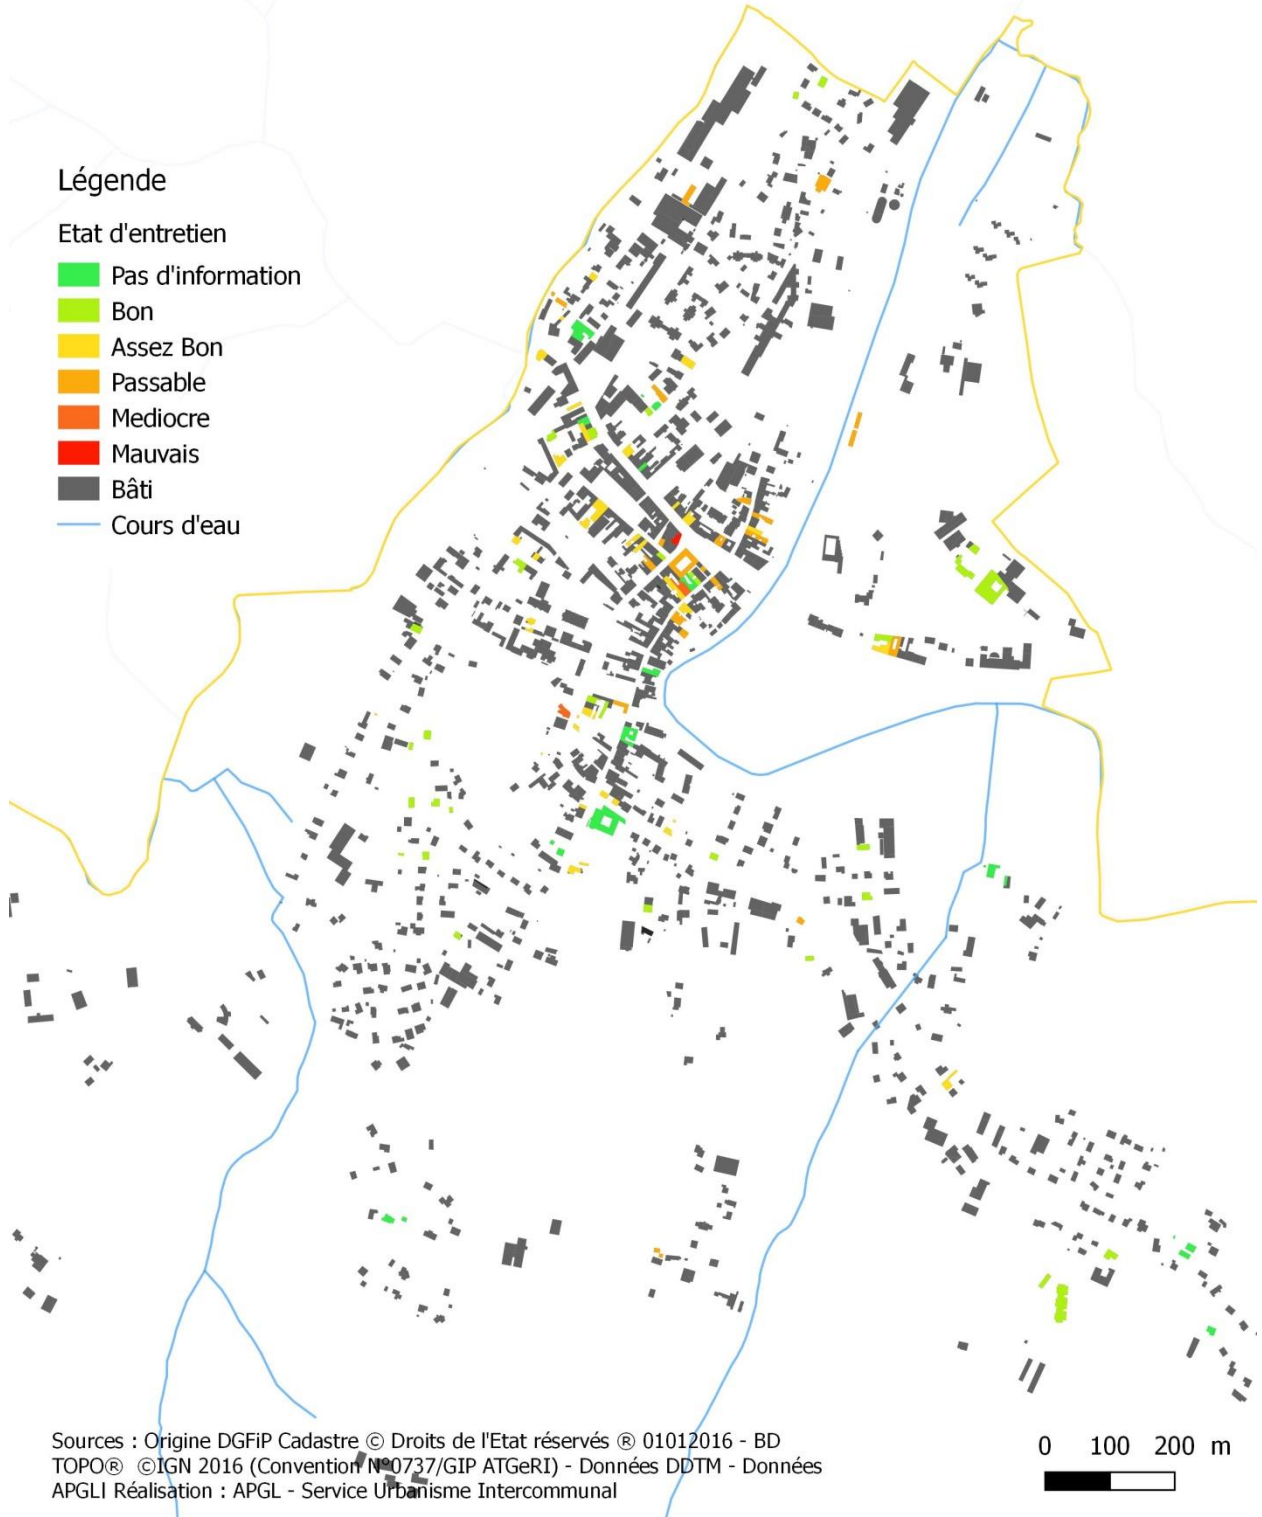 Légende
Etat d'entretien
Pas d'information
Bon
Assez Bon
Passable
Mediocre
Mauvais
Bâti
Cours d'eau
Sources : Origine DGFiP Cadastre © Droits de l'Etat réservés ® 01012016 - BD
TOPO® ©IGN 2016 (Convention N°0737/GIP ATGeRI) - Données DDTM - Données
APGLI Réalisation : APGL - Service Urbanisme Intercommunal
0 100 200 m